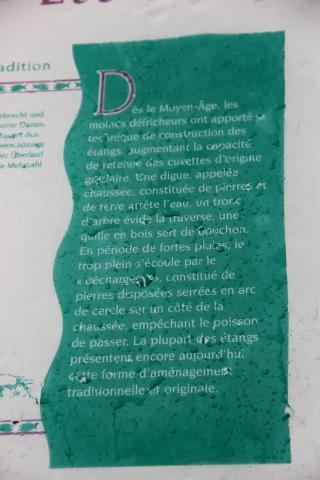 adition
Dès le Moyen-Âge, les
moines défricheurs ont apporté la
technique de construction des
étangs, augmentant la capacité
de retenue des cuvettes d'origine
glaciaire. Une digue, appelée
chaussée, constituée de pierres et
de terre arrête l'eau, un tronc
d'arbre évidé la traverse, une
quille en bois sert de bouchon.
En période de fortes pluies, le
trop plein s'écoule par le
constitué de
pierres disposées serrées en arc
de cercle sur un côté de la
chaussée, empêchant le poisson
de passer. La plupart des étangs
présentent encore aujourd'hui
cette forme d'aménagement
traditionnelle et originale.